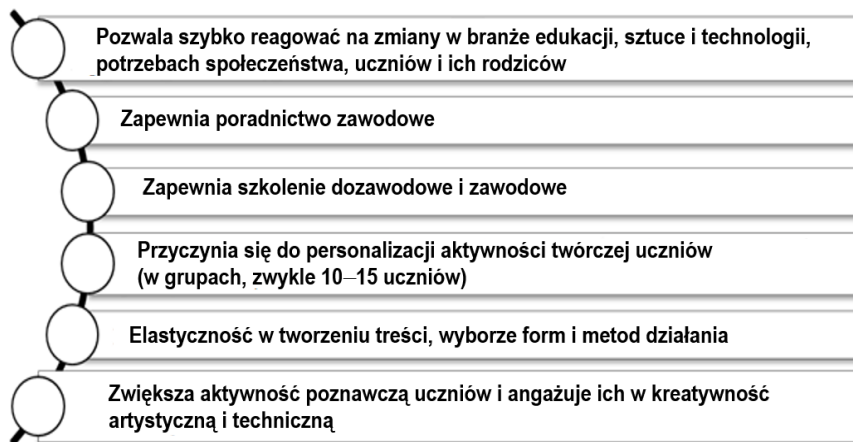 Pozwala szybko reagować na zmiany w branże edukacji, sztuce i technologii,
potrzebach społeczeństwa, uczniów i ich rodziców
Zapewnia poradnictwo zawodowe
Zapewnia szkolenie dozawodowe i zawodowe
Przyczynia się do personalizacji aktywności twórczej uczniów
(w grupach, zwykle 10–15 uczniów)
Elastyczność w tworzeniu treści, wyborze form i metod działania
Zwiększa aktywność poznawczą uczniów i angażuje ich w kreatywność
artystyczną i techniczną